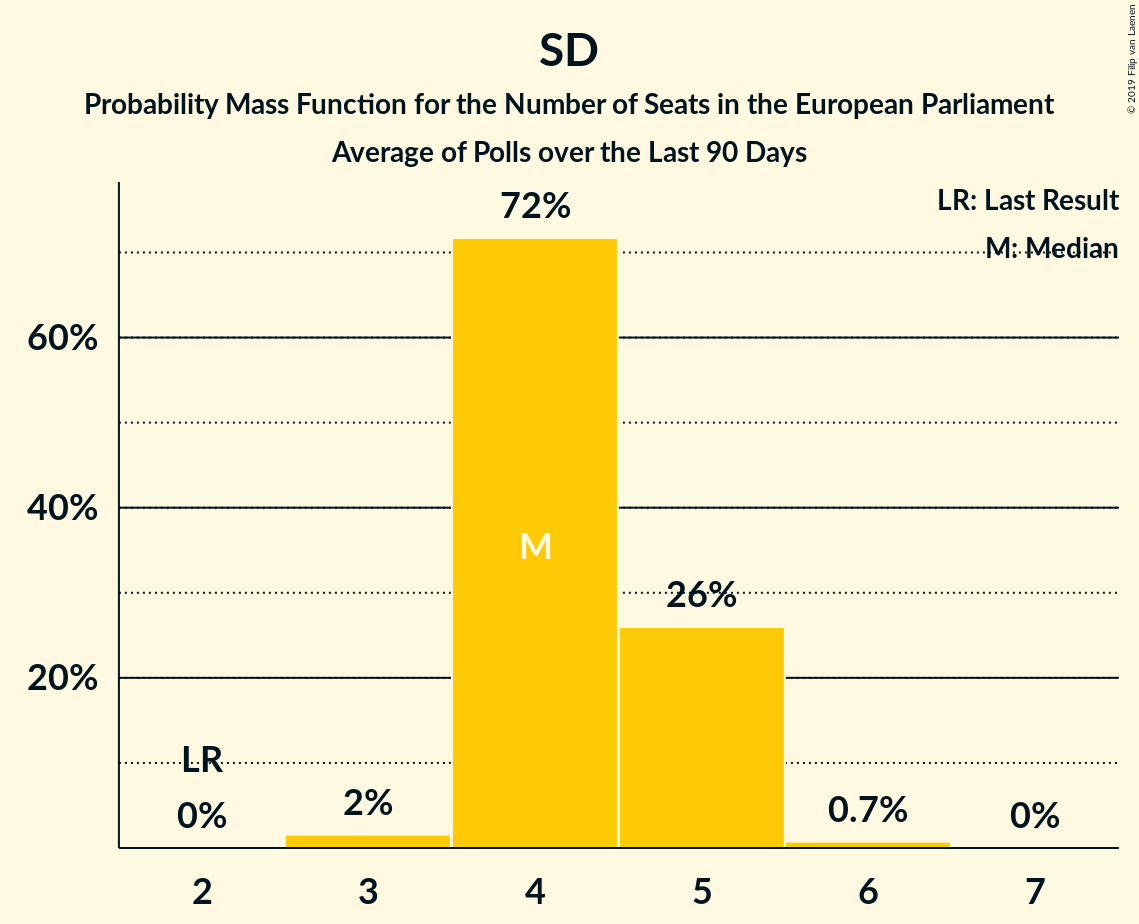 SD
Probability Mass Function for the Number of Seats in the European Parliament
Average of Polls over the Last 90 Days
© 2019 Filip van Laenen
LR: Last Result
M: Median
72%
60%
40%
M
26%
20%
LR
0%
2%
0.7%
0%
2 3 4 5 6 7